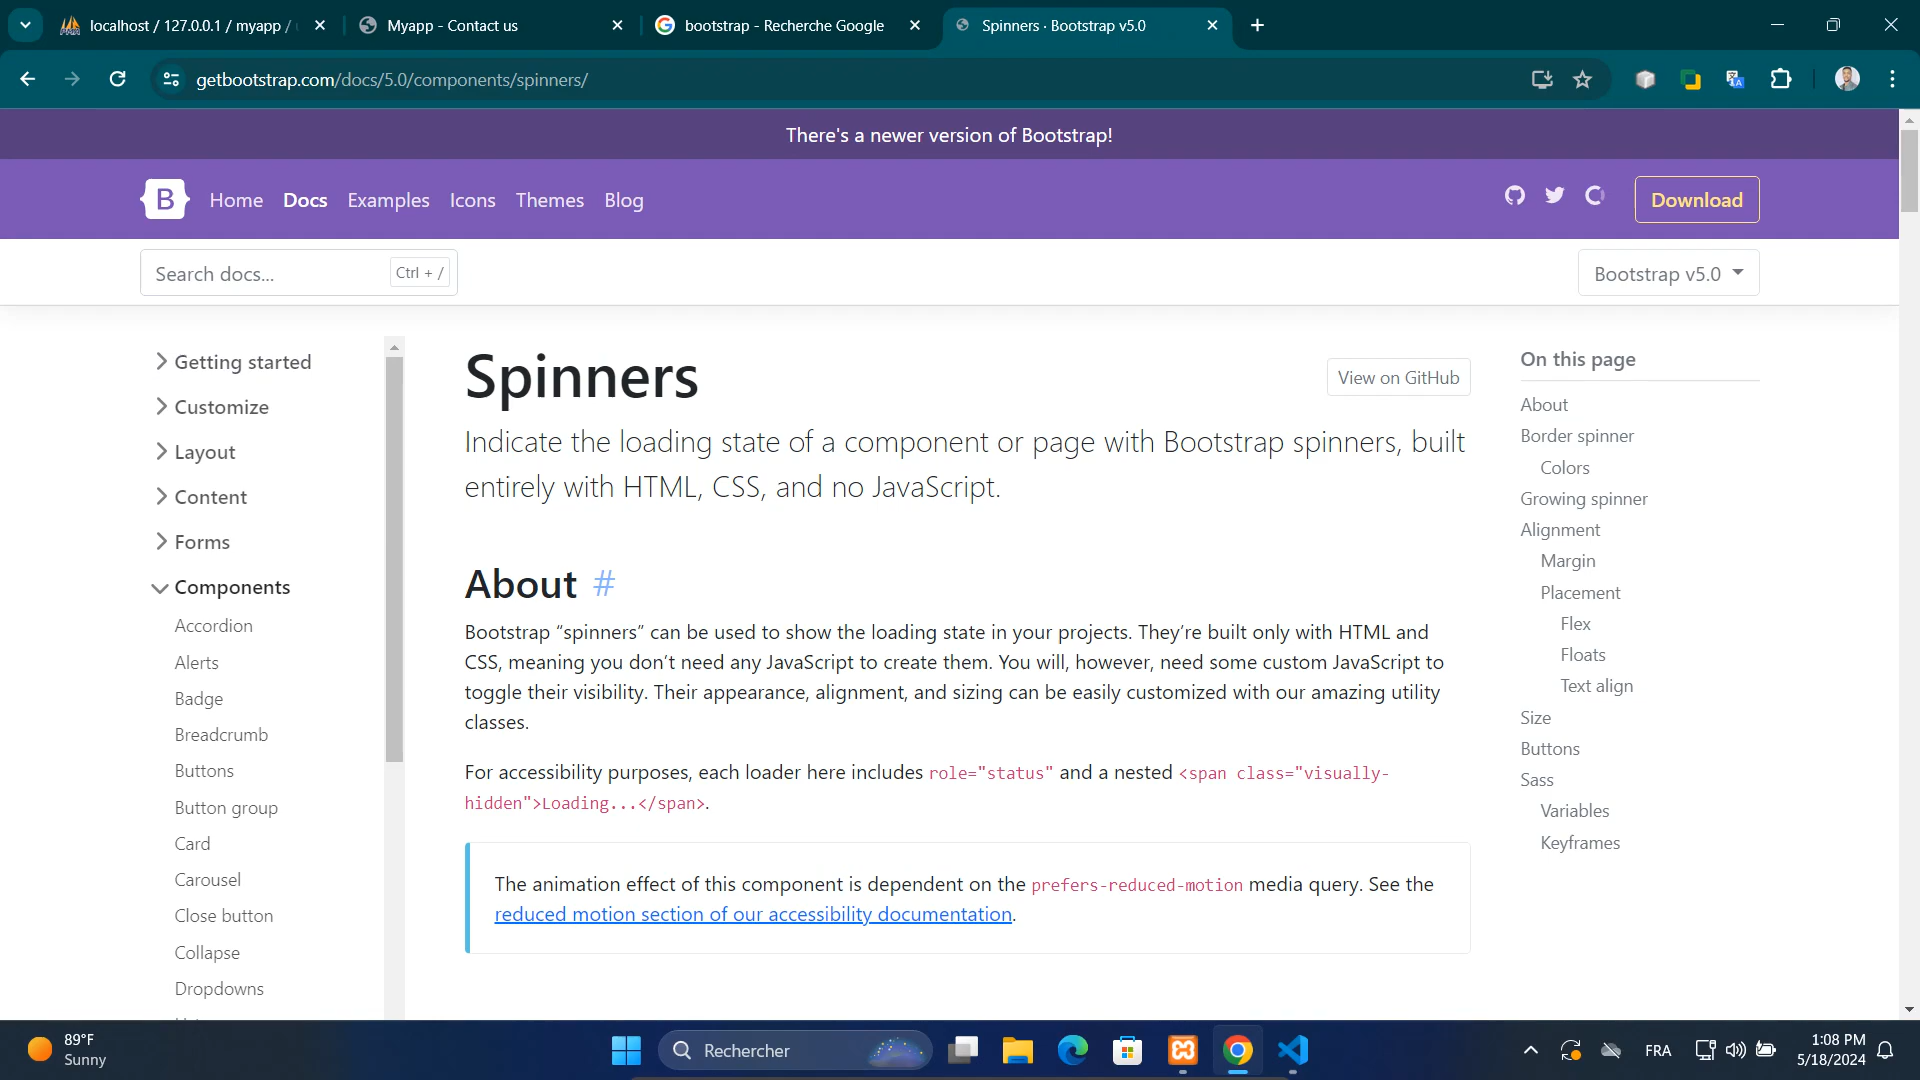 localhost / 127.0.0.1 / myapp /
Myapp - Contact us
bootstrap - Recherche Google
Spinners · Bootstrap v5.0
getbootstrap.com/docs/5.0/components/spinners/
There's a newer version of Bootstrap!
B
Home
Docs
Examples
Icons
Themes
Blog
Download
Search docs...
Ctrl + /
Bootstrap v5.0
Getting started
Customize
Layout
Content
Forms
Components
Accordion
Alerts
Badge
Breadcrumb
Buttons
Button group
Card
Carousel
Close button
Collapse
Dropdowns
Spinners
View on GitHub
Indicate the loading state of a component or page with Bootstrap spinners, built
entirely with HTML, CSS, and no JavaScript.
About #
Bootstrap “spinners” can be used to show the loading state in your projects. They’re built only with HTML and
CSS, meaning you don’t need any JavaScript to create them. You will, however, need some custom JavaScript to
toggle their visibility. Their appearance, alignment, and sizing can be easily customized with our amazing utility
classes.
For accessibility purposes, each loader here includes role="status" and a nested <span class="visually-
hidden">Loading...</span>.
The animation effect of this component is dependent on the prefers-reduced-motion media query. See the
reduced motion section of our accessibility documentation.
On this page
About
Border spinner
Colors
Growing spinner
Alignment
Margin
Placement
Flex
Floats
Text align
Size
Buttons
Sass
Variables
Keyframes
89°F
Sunny
Rechercher
FRA
1:08 PM
5/18/2024